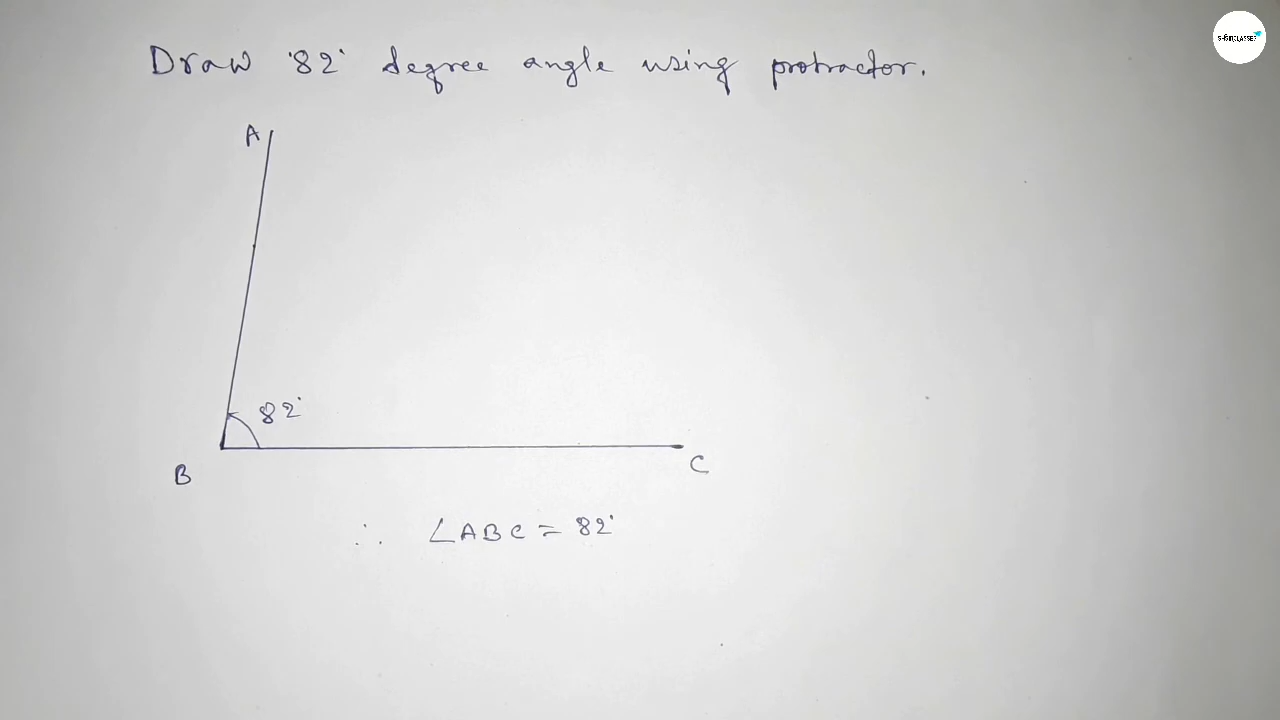 Draw '82° degree angle using protractor.
A
82°
B
C
∴ ∠ABC = 82°